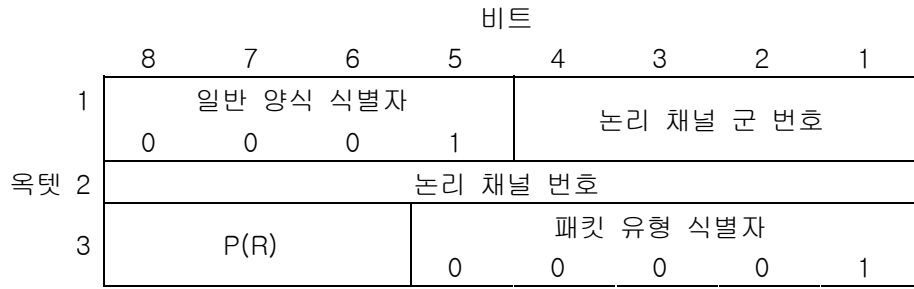 비트
8 7 6 5 4 3 2 1
1 일반 양식 식별자 논리 채널 군 번호
0 0 0 1
옥텟 2 논리 채널 번호
3 P(R) 패킷 유형 식별자
0 0 0 0 1